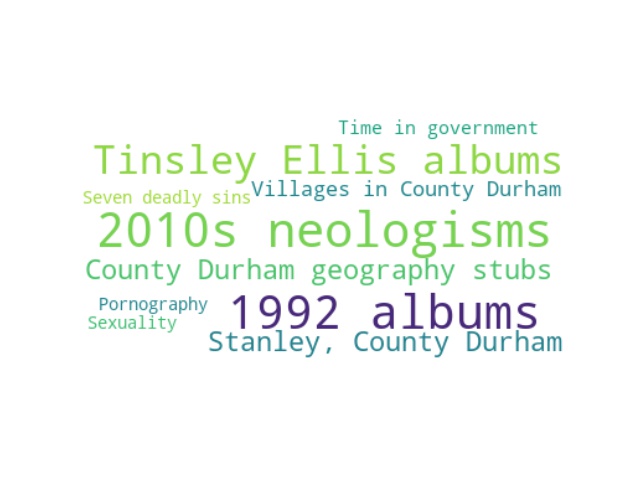 Time in government
Tinsley Ellis albums
Villages in County Durham
Seven deadly sins
2010s neologisms
County Durham geography stubs
Pornography
1992 albums
Sexuality
Stanley, County Durham